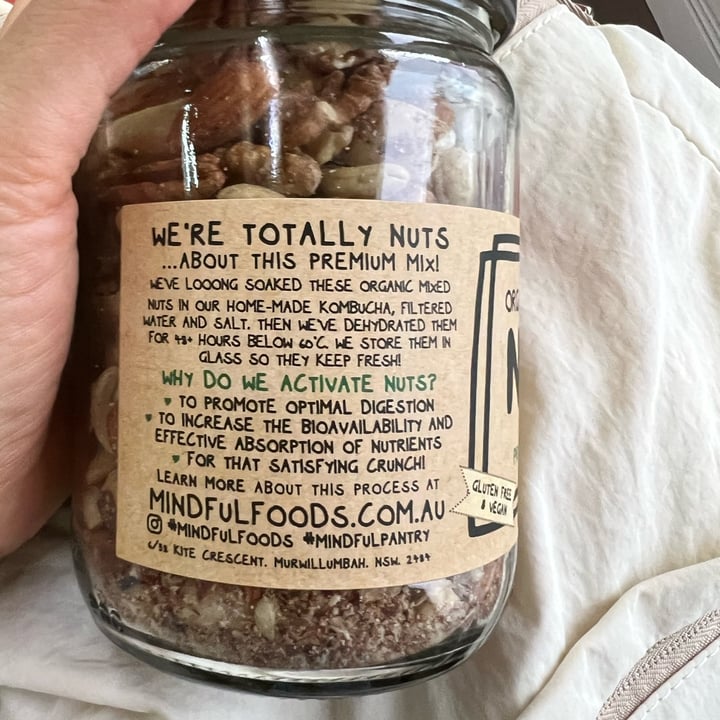 WE'RE TOTALLY NUTS
...ABOUT THIS PREMIUM MIX!
WE'VE LOOONG SOAKED THESE ORGANIC MIXED
NUTS IN OUR HOME-MADE KOMBUCHA, FILTERED
WATER AND SALT. THEN WE'VE DEHYDRATED THEM
FOR 48+ HOURS BELOW 60°C. WE STORE THEM IN
GLASS SO THEY KEEP FRESH!
WHY DO WE ACTIVATE NUTS?
TO PROMOTE OPTIMAL DIGESTION
TO INCREASE THE BIOAVAILABILITY AND
EFFECTIVE ABSORPTION OF NUTRIENTS
FOR THAT SATISFYING CRUNCH!
LEARN MORE ABOUT THIS PROCESS AT
MINDFULFOODS.COM.AU
#MINDFULFOODS #MINDFULPANTRY
KITE CRESCENT. MURWILLUMBAH. NSW. 2484
GLUTEN FREE
& VEGAN